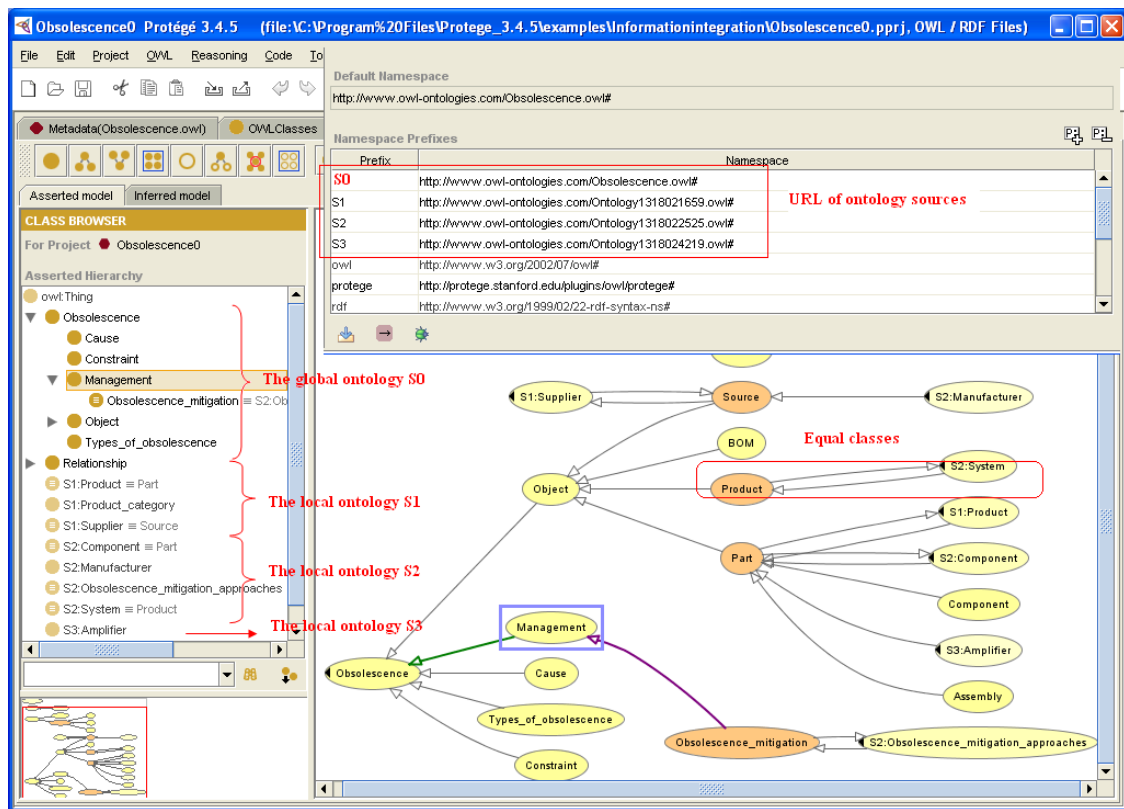 Obsolescence0 Protégé 3.4.5 (file:\C:\Program%20Files\Protege_3.4.5\examples\Informationintegration\Obsolescence0.pprj, OWL / RDF Files)
File Edit Project OWL Reasoning Code To
Default Namespace
http://www.owl-ontologies.com/Obsolescence.owl#
Metadata(Obsolescence.owl) OWLClasses
Namespace Prefixes
Prefix Namespace
S0 http://www.owl-ontologies.com/Obsolescence.owl#
S1 http://www.owl-ontologies.com/Ontology1318021659.owl#
S2 http://www.owl-ontologies.com/Ontology1318022525.owl#
S3 http://www.owl-ontologies.com/Ontology1318024219.owl#
owl http://www.w3.org/2002/07/owl#
protege http://protege.stanford.edu/plugins/owl/protege#
rdf http://www.w3.org/1999/02/22-rdf-syntax-ns#
URL of ontology sources
Asserted model Inferred model
CLASS BROWSER
For Project Obsolescence0
Asserted Hierarchy
owl:Thing
Obsolescence
Cause
Constraint
Management
Obsolescence_mitigation ≡ S2:Ob
Object
Types_of_obsolescence
Relationship
S1:Product ≡ Part
S1:Product_category
S1:Supplier ≡ Source
S2:Component ≡ Part
S2:Manufacturer
S2:Obsolescence_mitigation_approaches
S2:System ≡ Product
S3:Amplifier
The global ontology S0
The local ontology S1
The local ontology S2
The local ontology S3
S1:Supplier
Source
S2:Manufacturer
BOM
Equal classes
S2:System
Object
Product
S1:Product
Part
S2:Component
Component
Management
S3:Amplifier
Obsolescence
Cause
Assembly
Types_of_obsolescence
Obsolescence_mitigation
S2:Obsolescence_mitigation_approaches
Constraint